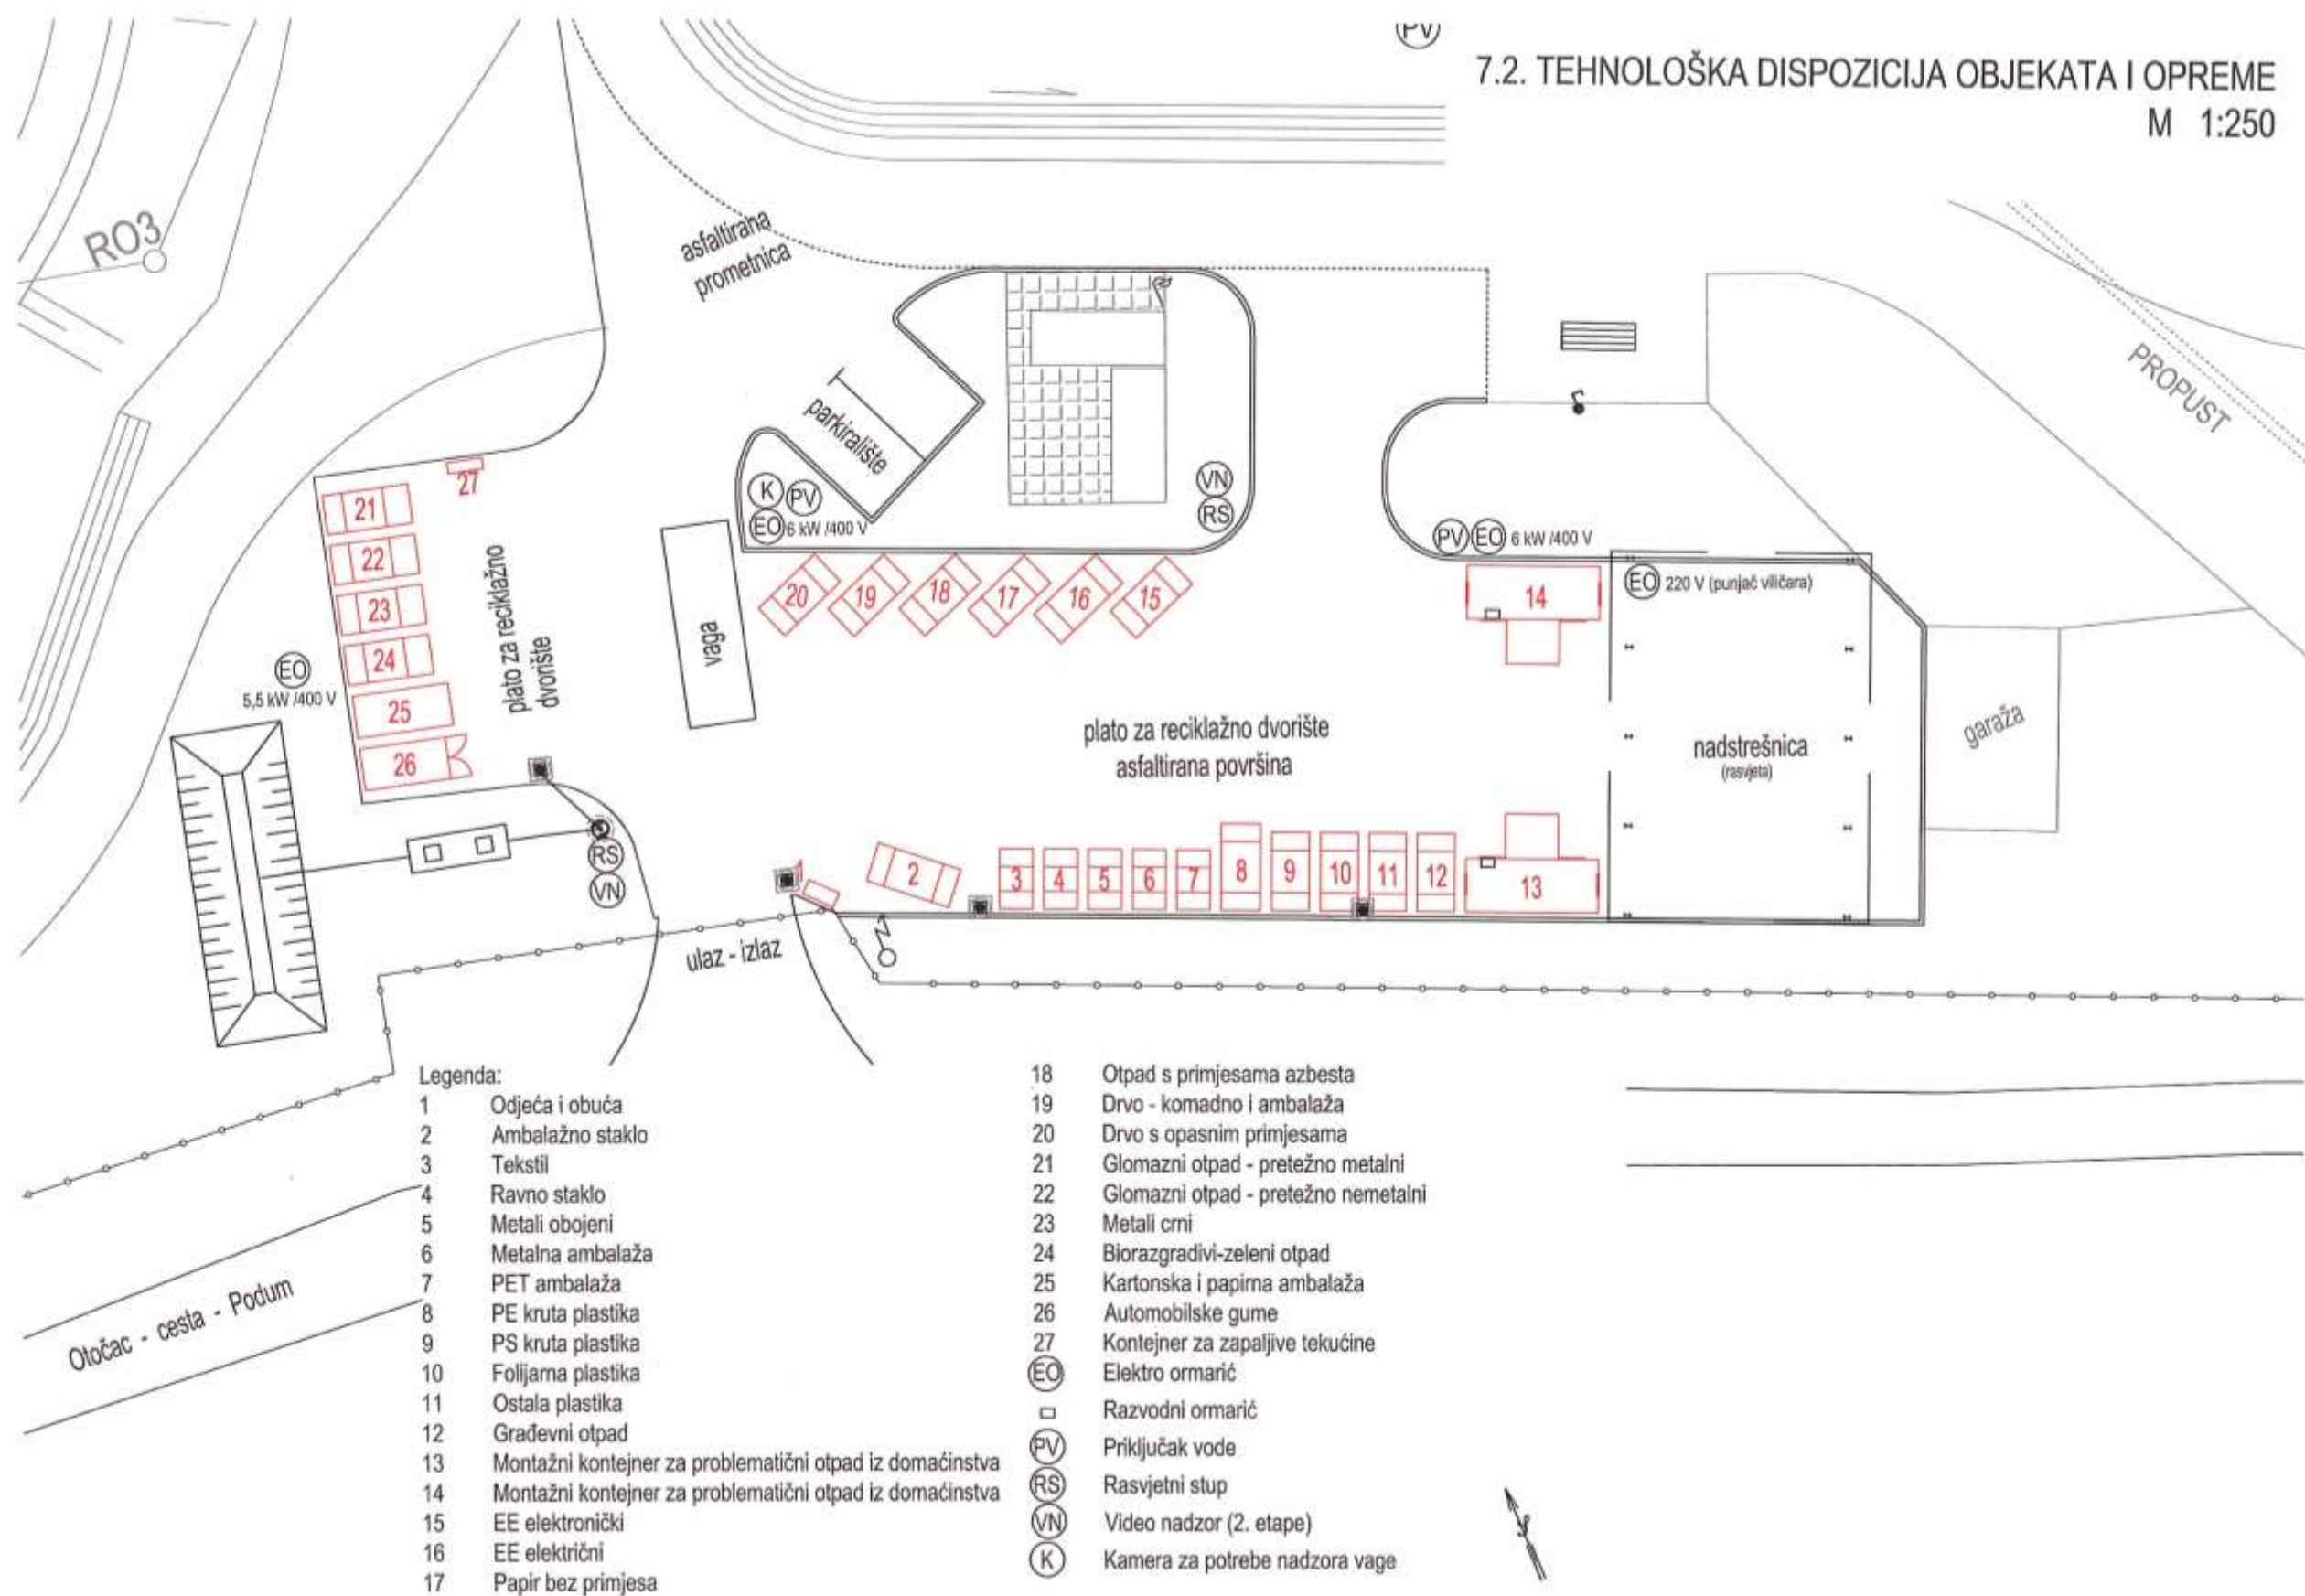 PV
7.2. TEHNOLOŠKA DISPOZICIJA OBJEKATA I OPREME
M 1:250
RO3
asfaltirana
prometnica
PROPUST
parkiralište
27
21
22
23
24
25
26
plato za reciklažno
dvorište
K
PV
EO 6 kW /400 V
VN
RS
PV EO 6 kW /400 V
EO 220 V (punjač viličara)
20
19
18
17
16
15
14
vaga
EO
5,5 kW /400 V
plato za reciklažno dvorište
asfaltirana površina
nadstrešnica
(rasvjeta)
garaža
RS
VN
1
2
3
4
5
6
7
8
9
10
11
12
13
ulaz - izlaz
Otočac - cesta - Podum
Legenda:
1 Odjeća i obuća
2 Ambalažno staklo
3 Tekstil
4 Ravno staklo
5 Metali obojeni
6 Metalna ambalaža
7 PET ambalaža
8 PE kruta plastika
9 PS kruta plastika
10 Folijarna plastika
11 Ostala plastika
12 Građevni otpad
13 Montažni kontejner za problematični otpad iz domaćinstva
14 Montažni kontejner za problematični otpad iz domaćinstva
15 EE elektronički
16 EE električni
17 Papir bez primjesa
18 Otpad s primjesama azbesta
19 Drvo - komadno i ambalaža
20 Drvo s opasnim primjesama
21 Glomazni otpad - pretežno metalni
22 Glomazni otpad - pretežno nemetalni
23 Metali crni
24 Biorazgradivi-zeleni otpad
25 Kartonska i papirna ambalaža
26 Automobilske gume
27 Kontejner za zapaljive tekućine
EO Elektro ormarić
Razvodni ormarić
PV Priključak vode
RS Rasvjetni stup
VN Video nadzor (2. etape)
K Kamera za potrebe nadzora vage